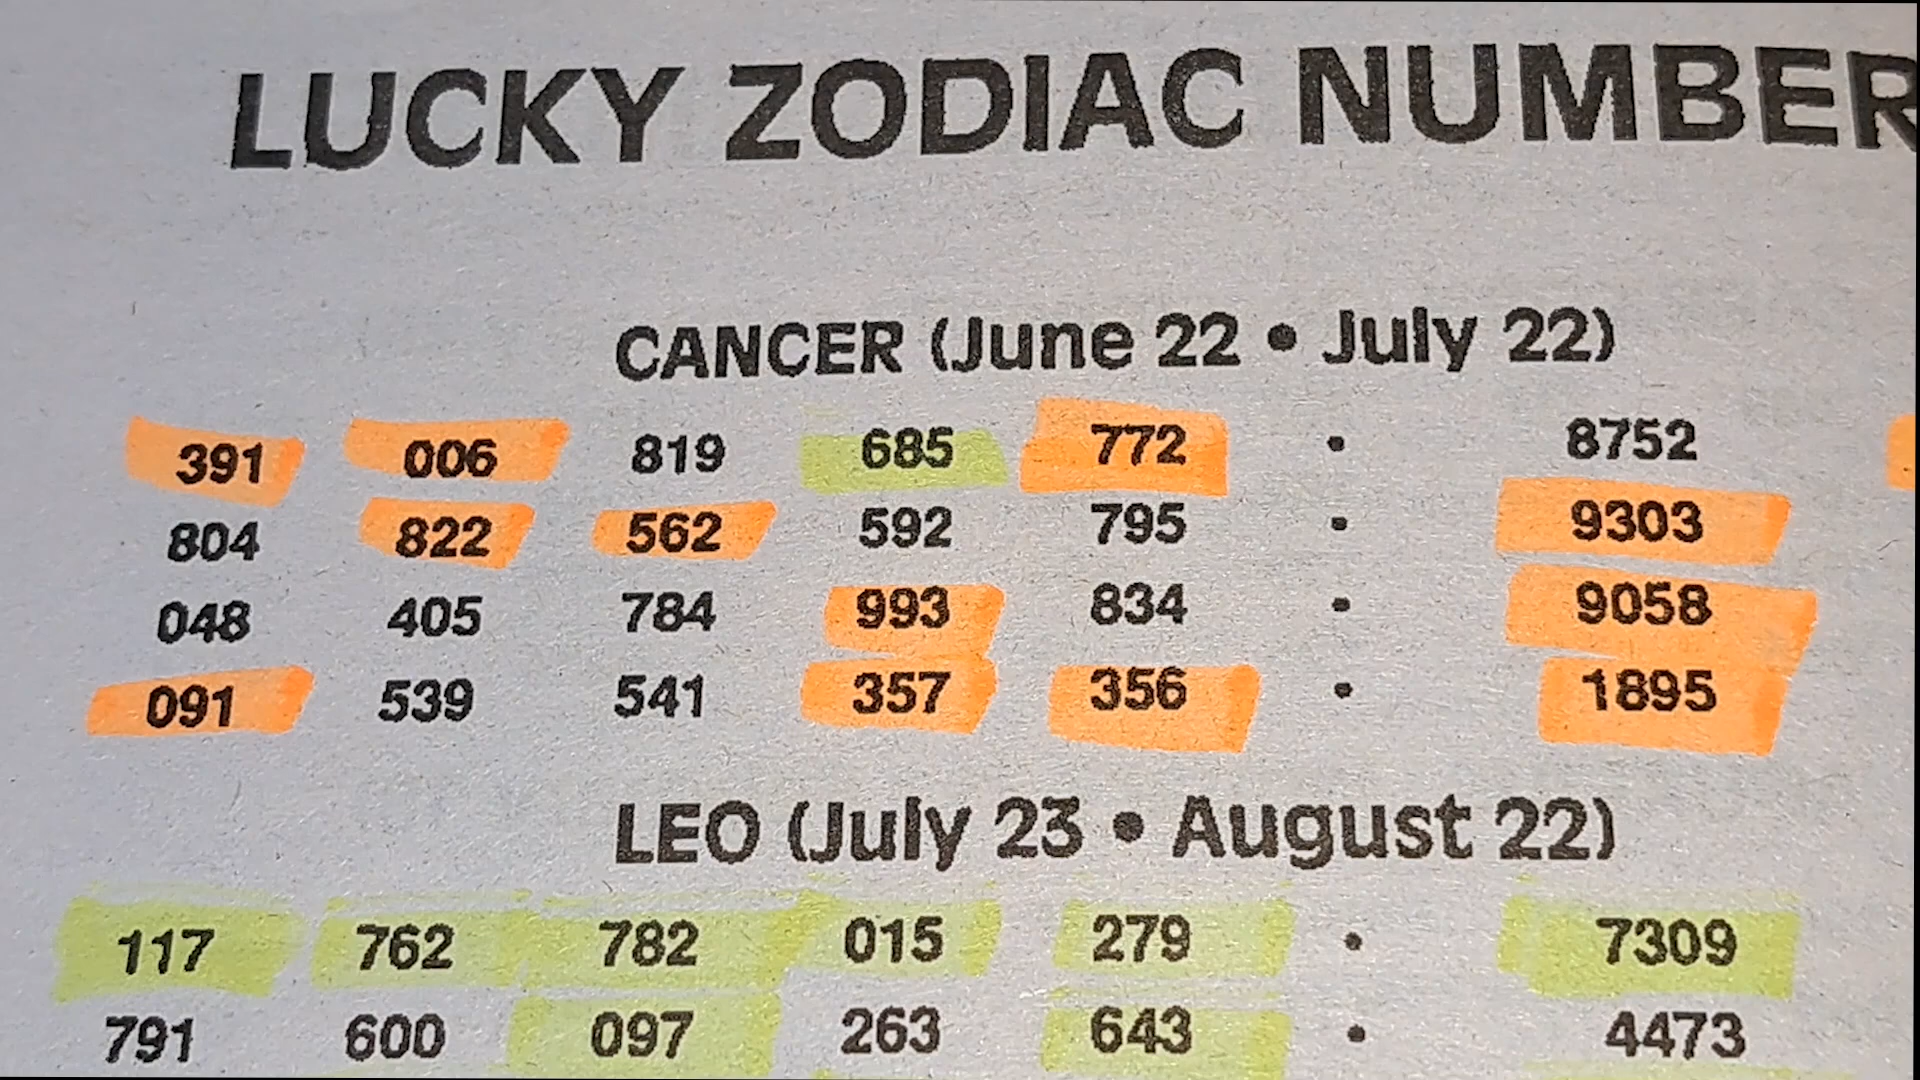 LUCKY ZODIAC NUMBER
CANCER (June 22 • July 22)
391 006 819 685 772 • 8752
804 822 562 592 795 • 9303
048 405 784 993 834 • 9058
091 539 541 357 356 • 1895
LEO (July 23 • August 22)
117 762 782 015 279 • 7309
791 600 097 263 643 • 4473